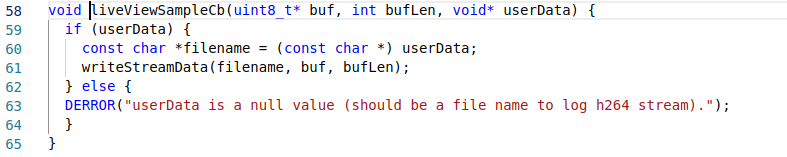 58 void liveViewSampleCb(uint8_t* buf, int bufLen, void* userData) {
59   if (userData) {
60     const char *filename = (const char *) userData;
61     writeStreamData(filename, buf, bufLen);
62   } else {
63   DERROR("userData is a null value (should be a file name to log h264 stream).");
64   }
65 }